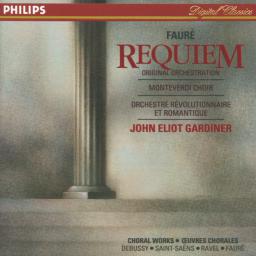 PHILIPS
Digital Classics
FAURÉ
REQUIEM
ORIGINAL ORCHESTRATION
MONTEVERDI CHOIR
ORCHESTRE RÉVOLUTIONNAIRE
ET ROMANTIQUE
JOHN ELIOT GARDINER
CHORAL WORKS • ŒUVRES CHORALES
DEBUSSY • SAINT-SAËNS • RAVEL • FAURÉ